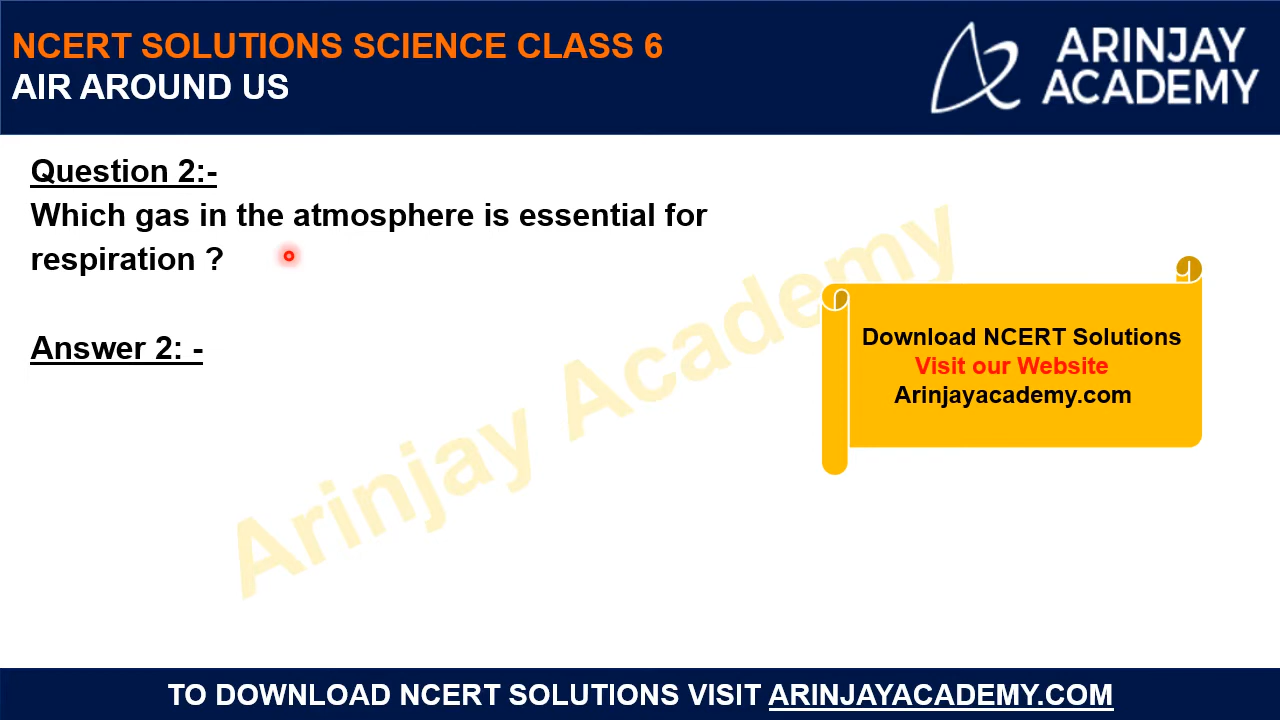 NCERT SOLUTIONS SCIENCE CLASS 6
AIR AROUND US
ARINJAY
ACADEMY
Question 2:-
Which gas in the atmosphere is essential for
respiration ?
Answer 2: -
Arinjay Academy
Download NCERT Solutions
Visit our Website
Arinjayacademy.com
TO DOWNLOAD NCERT SOLUTIONS VISIT ARINJAYACADEMY.COM